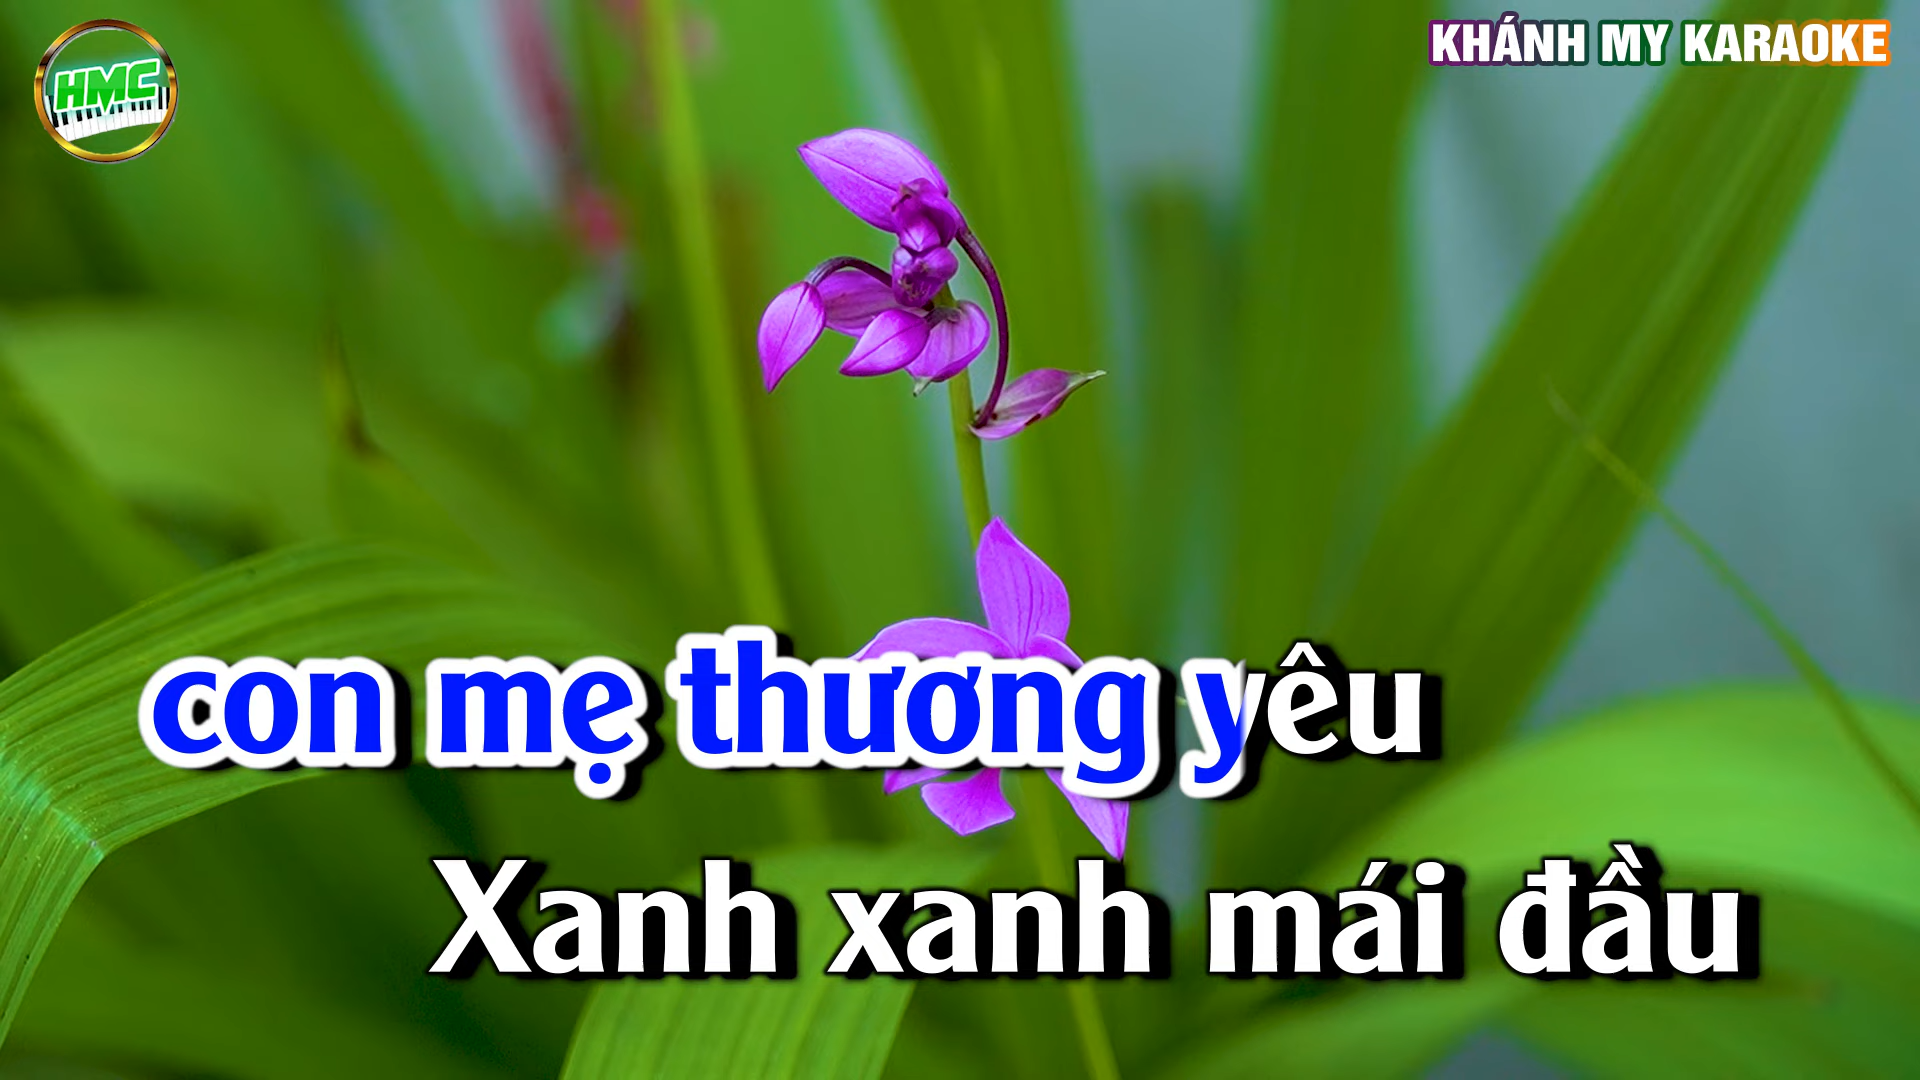 HMC
KHÁNH MY KARAOKE
con mẹ thương yêu
Xanh xanh mái đầu